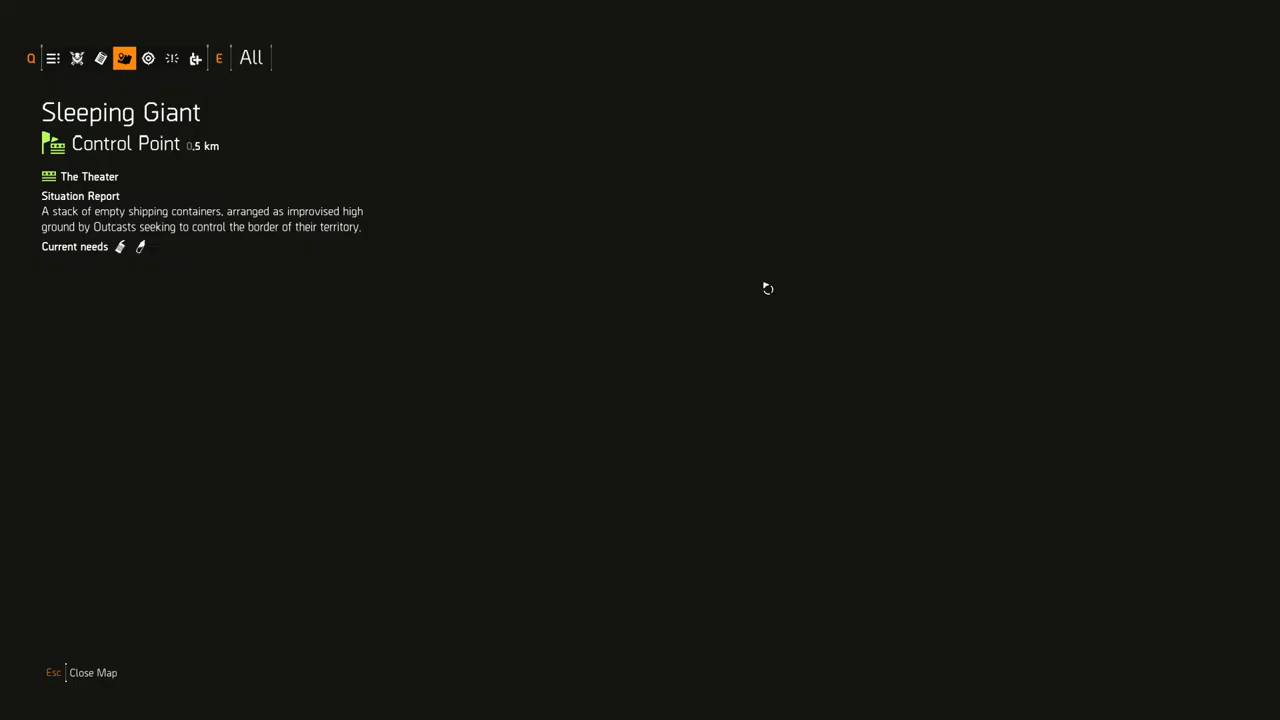 Q E All
Sleeping Giant
Control Point 0.5 km
The Theater
Situation Report
A stack of empty shipping containers, arranged as improvised high
ground by Outcasts seeking to control the border of their territory.
Current needs
Esc Close Map